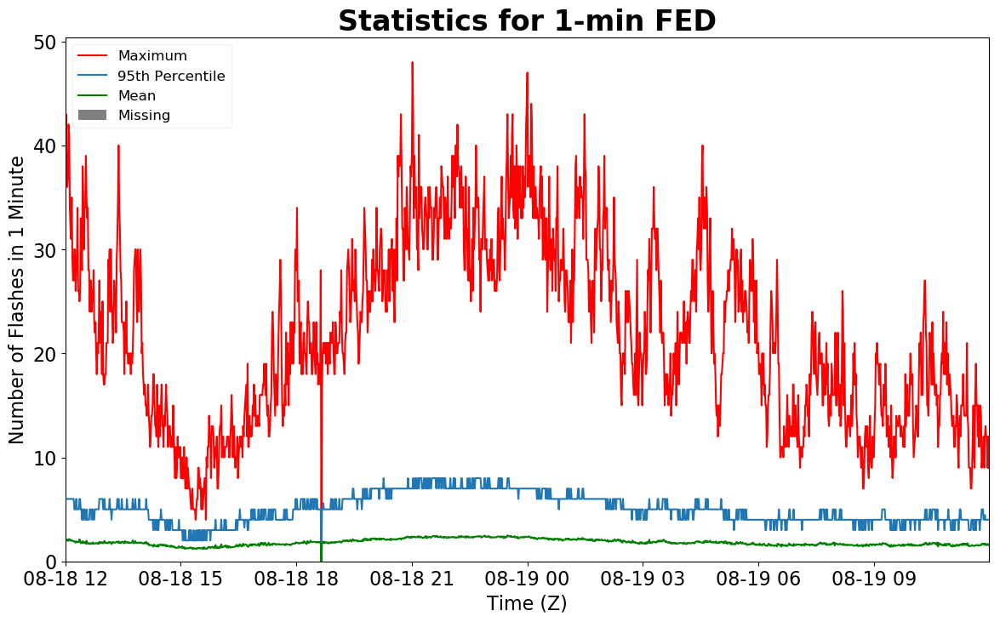 Statistics for 1-min FED
Maximum
95th Percentile
Mean
Missing
Number of Flashes in 1 Minute
50
40
30
20
10
0
08-18 12 08-18 15 08-18 18 08-18 21 08-19 00 08-19 03 08-19 06 08-19 09
Time (Z)